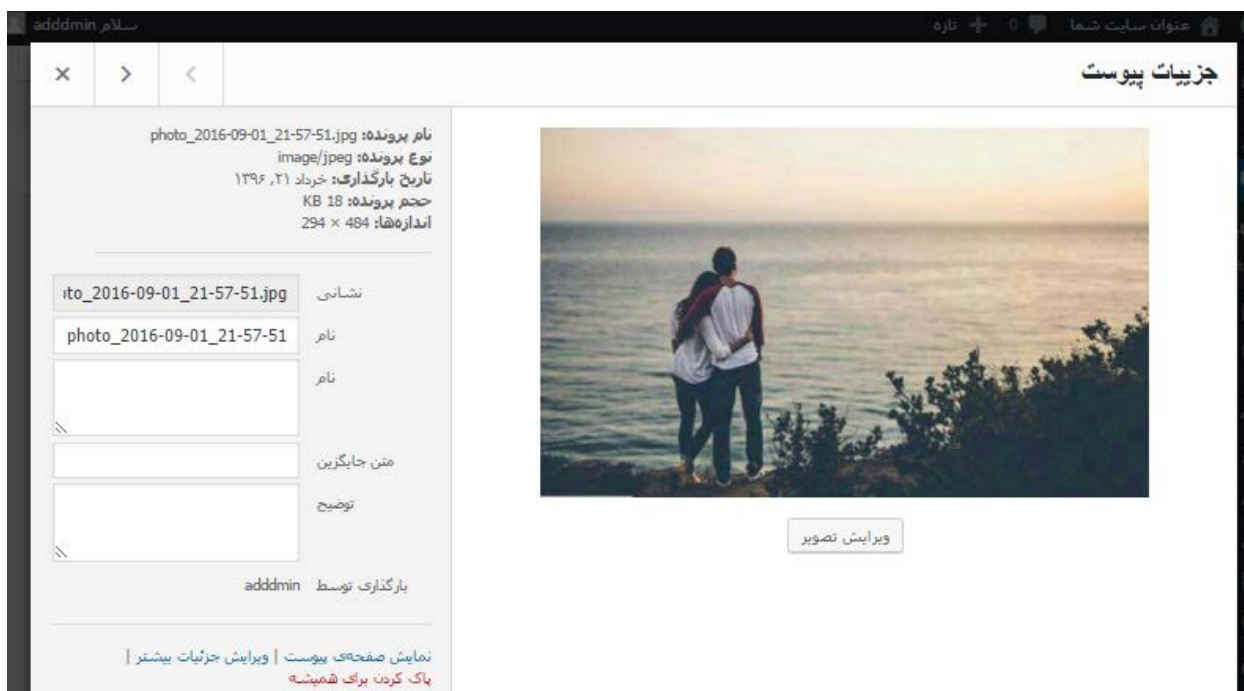 عنوان سایت شما 0 تازه سلام adddmin
جزییات پیوست
نام پرونده: photo_2016-09-01_21-57-51.jpg
نوع پرونده: image/jpeg
تاریخ بارگذاری: خرداد ۲۱, ۱۳۹۶
حجم پرونده: 18 KB
اندازه‌ها: 484 × 294
نشانی to_2016-09-01_21-57-51.jpg
نام photo_2016-09-01_21-57-51
نام
متن جایگزین
توضیح
بارگذاری توسط adddmin
نمایش صفحه‌ی پیوست | ویرایش جزئیات بیشتر |
پاک کردن برای همیشه
ویرایش تصویر